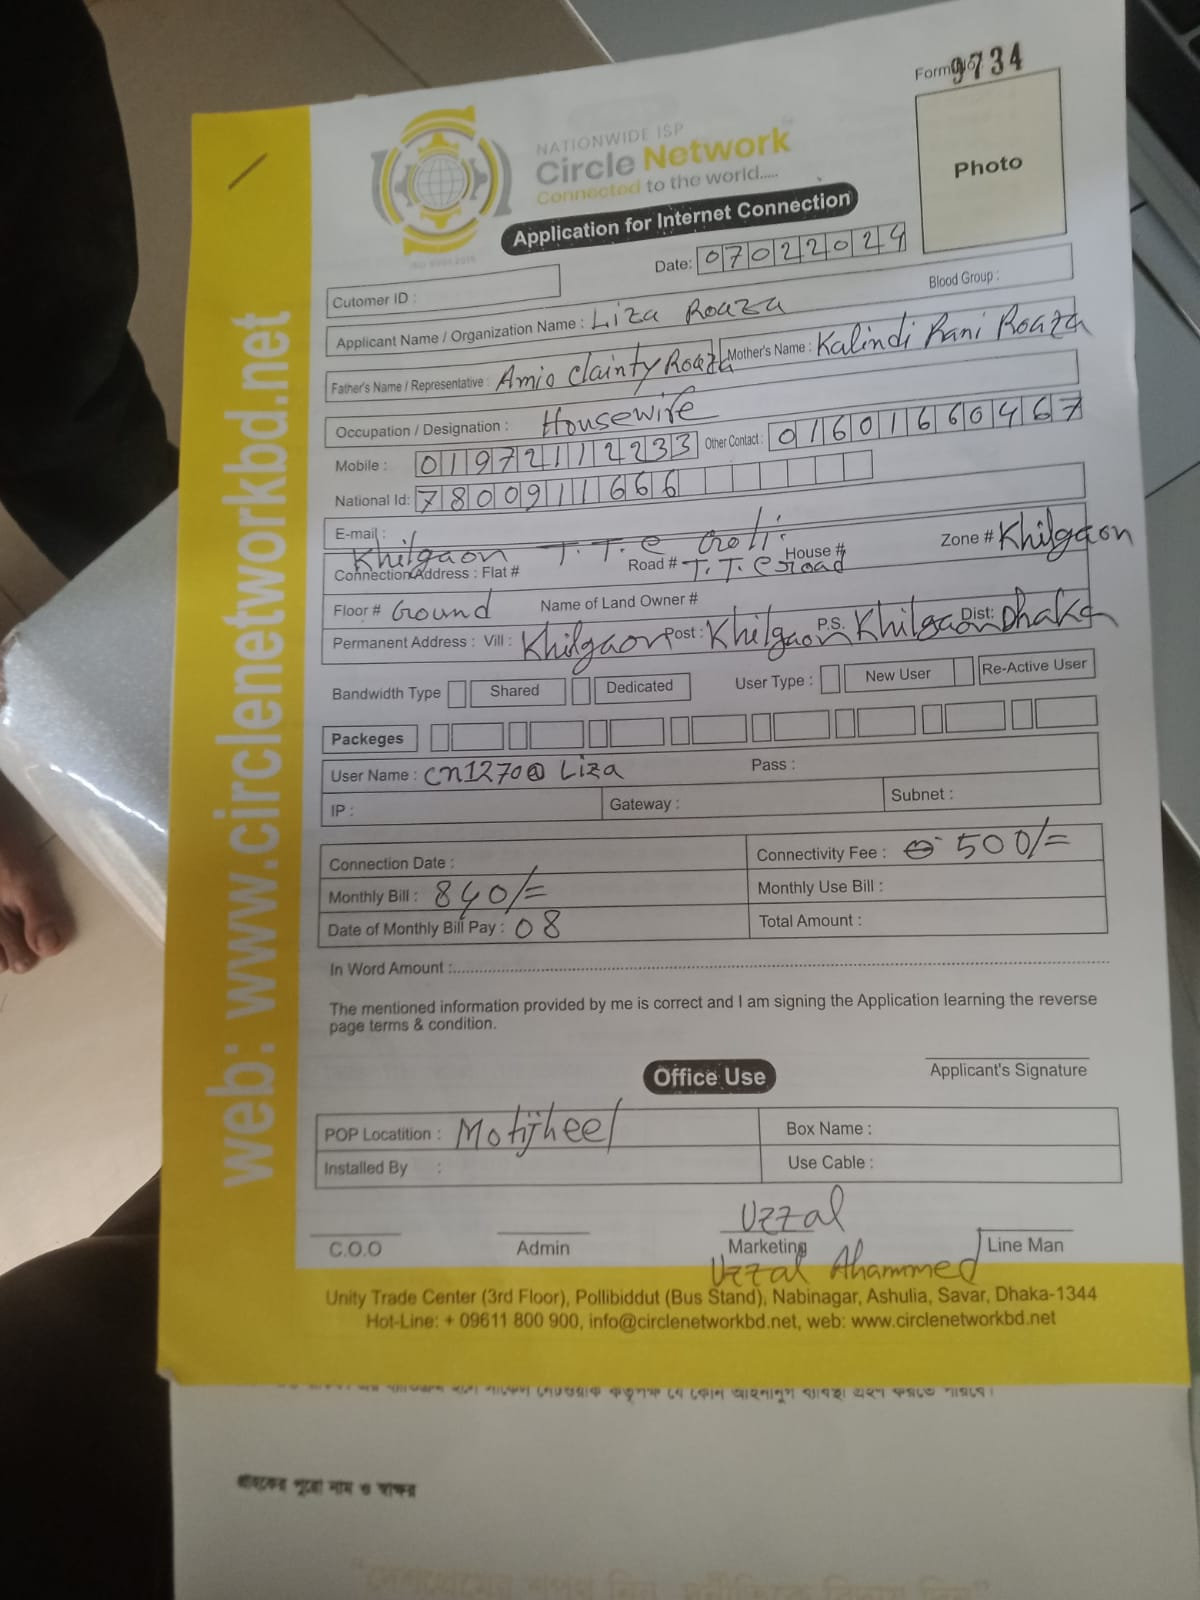 Form No. 9734
NATIONWIDE ISP
Circle Network
Connected to the world.....
ISO 9001:2015
Photo
Application for Internet Connection
Date: 07022024
Cutomer ID :
Blood Group :
Applicant Name / Organization Name : Liza Roaza
Father's Name / Representative : Amio Clainty Roaza Mother's Name : Kalindi Rani Roaza
Occupation / Designation : Housewife
Mobile : 01972112233 Other Contact : 01601660467
National Id: 7800911666
E-mail :
Khilgaon T.T.C Goli.
Connection Address : Flat # Road # T.T.C Road House # Zone # Khilgaon
Floor # Ground Name of Land Owner #
Permanent Address : Vill : Khilgaon Post : Khilgaon P.S. Khilgaon Dist: Dhaka
Bandwidth Type Shared Dedicated User Type : New User Re-Active User
Packeges
User Name : cn1270@Liza Pass :
IP : Gateway : Subnet :
Connection Date : Connectivity Fee : 500/=
Monthly Bill : 840/= Monthly Use Bill :
Date of Monthly Bill Pay : 08 Total Amount :
In Word Amount :
The mentioned information provided by me is correct and I am signing the Application learning the reverse
page terms & condition.
Applicant's Signature
Office Use
POP Locatition : Motijheel Box Name :
Installed By : Use Cable :
Uzzal
C.O.O Admin Marketing Line Man
Uzzal Ahammed
Unity Trade Center (3rd Floor), Pollibiddut (Bus Stand), Nabinagar, Ashulia, Savar, Dhaka-1344
Hot-Line: + 09611 800 900, info@circlenetworkbd.net, web: www.circlenetworkbd.net
web: www.circlenetworkbd.net
গ্রাহকের পুরো নাম ও স্বাক্ষর